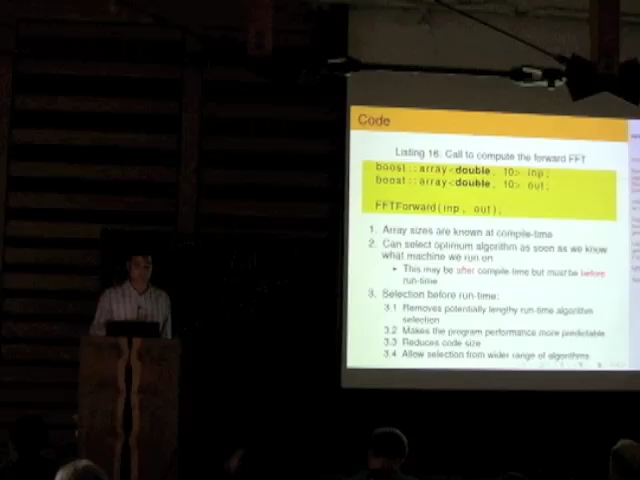 Code
Listing 16: Call to compute the forward FFT
boost::array<double, 10> inp;
boost::array<double, 10> out;
FFTForward(inp, out);
1. Array sizes are known at compile-time
2. Can select optimum algorithm as soon as we know
what machine we run on
▸ This may be after compile time but must be before
run-time
3. Selection before run-time:
3.1 Removes potentially lengthy run-time algorithm
selection
3.2 Makes the program performance more predictable
3.3 Reduces code size
3.4 Allow selection from wider range of algorithms